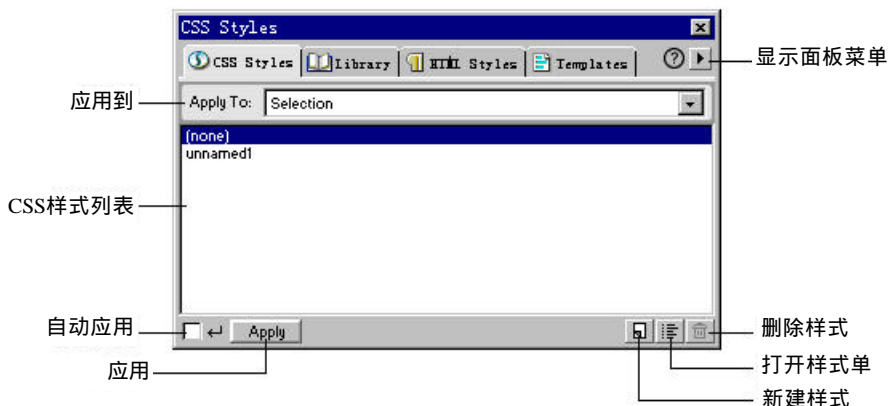 CSS Styles
CSS Styles Library HTML Styles Templates
显示面板菜单
应用到
Apply To: Selection
(none)
unnamed1
CSS样式列表
自动应用
Apply
删除样式
应用
打开样式单
新建样式